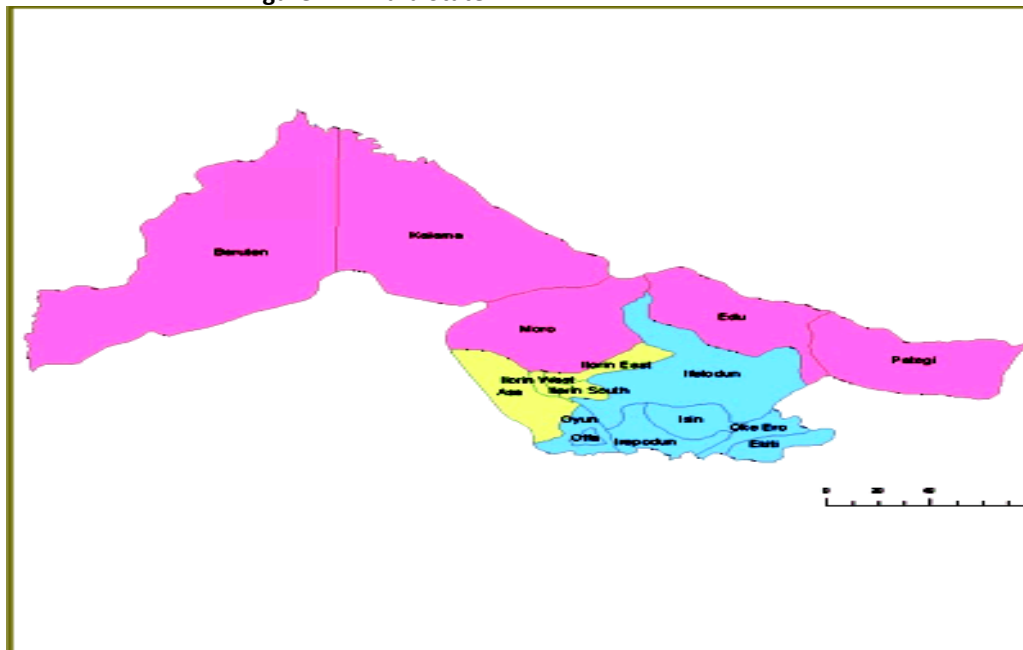 Kaiama
Baruten
Edu
Moro
Pategi
Ilorin East
Ifelodun
Ilorin West
Asa
Ilorin South
Oyun
Isin
Oke Ero
Offa
Irepodun
Ekiti
0 20 40